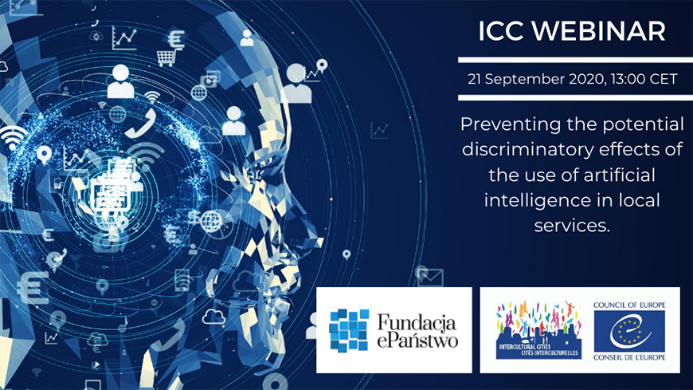 ICC WEBINAR
21 September 2020, 13:00 CET
Preventing the potential
discriminatory effects of
the use of artificial
intelligence in local
services.
Fundacja
ePaństwo
INTERCULTURAL CITIES
CITÉS INTERCULTURELLES
COUNCIL OF EUROPE
CONSEIL DE L'EUROPE